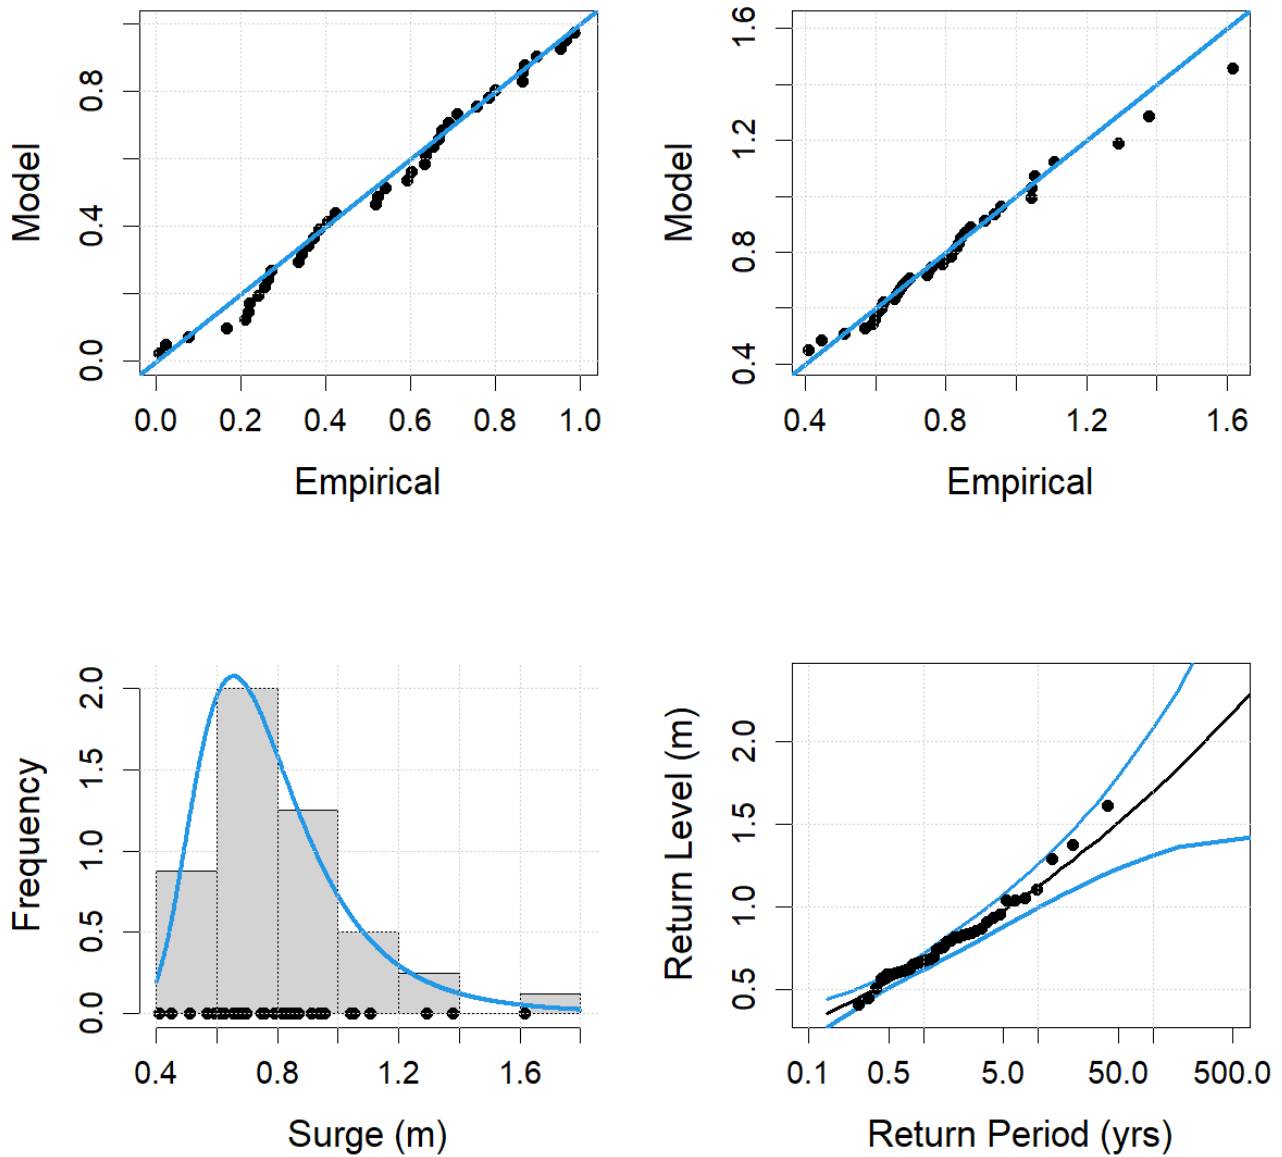 Model
0.0 0.4 0.8
0.0 0.2 0.4 0.6 0.8 1.0
Empirical
Model
0.4 0.8 1.2 1.6
0.4 0.8 1.2 1.6
Empirical
Frequency
0.0 0.5 1.0 1.5 2.0
0.4 0.8 1.2 1.6
Surge (m)
Return Level (m)
0.5 1.0 1.5 2.0
0.1 0.5 5.0 50.0 500.0
Return Period (yrs)